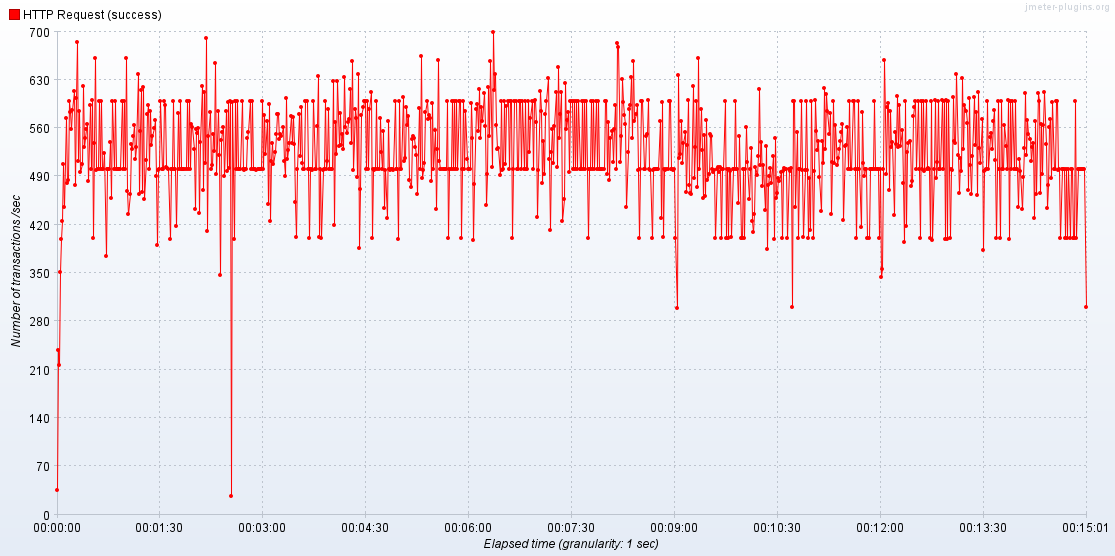 HTTP Request (success)
jmeter-plugins.org
700
630
560
490
420
350
280
210
140
70
0
Number of transactions /sec
00:00:00 00:01:30 00:03:00 00:04:30 00:06:00 00:07:30 00:09:00 00:10:30 00:12:00 00:13:30 00:15:01
Elapsed time (granularity: 1 sec)